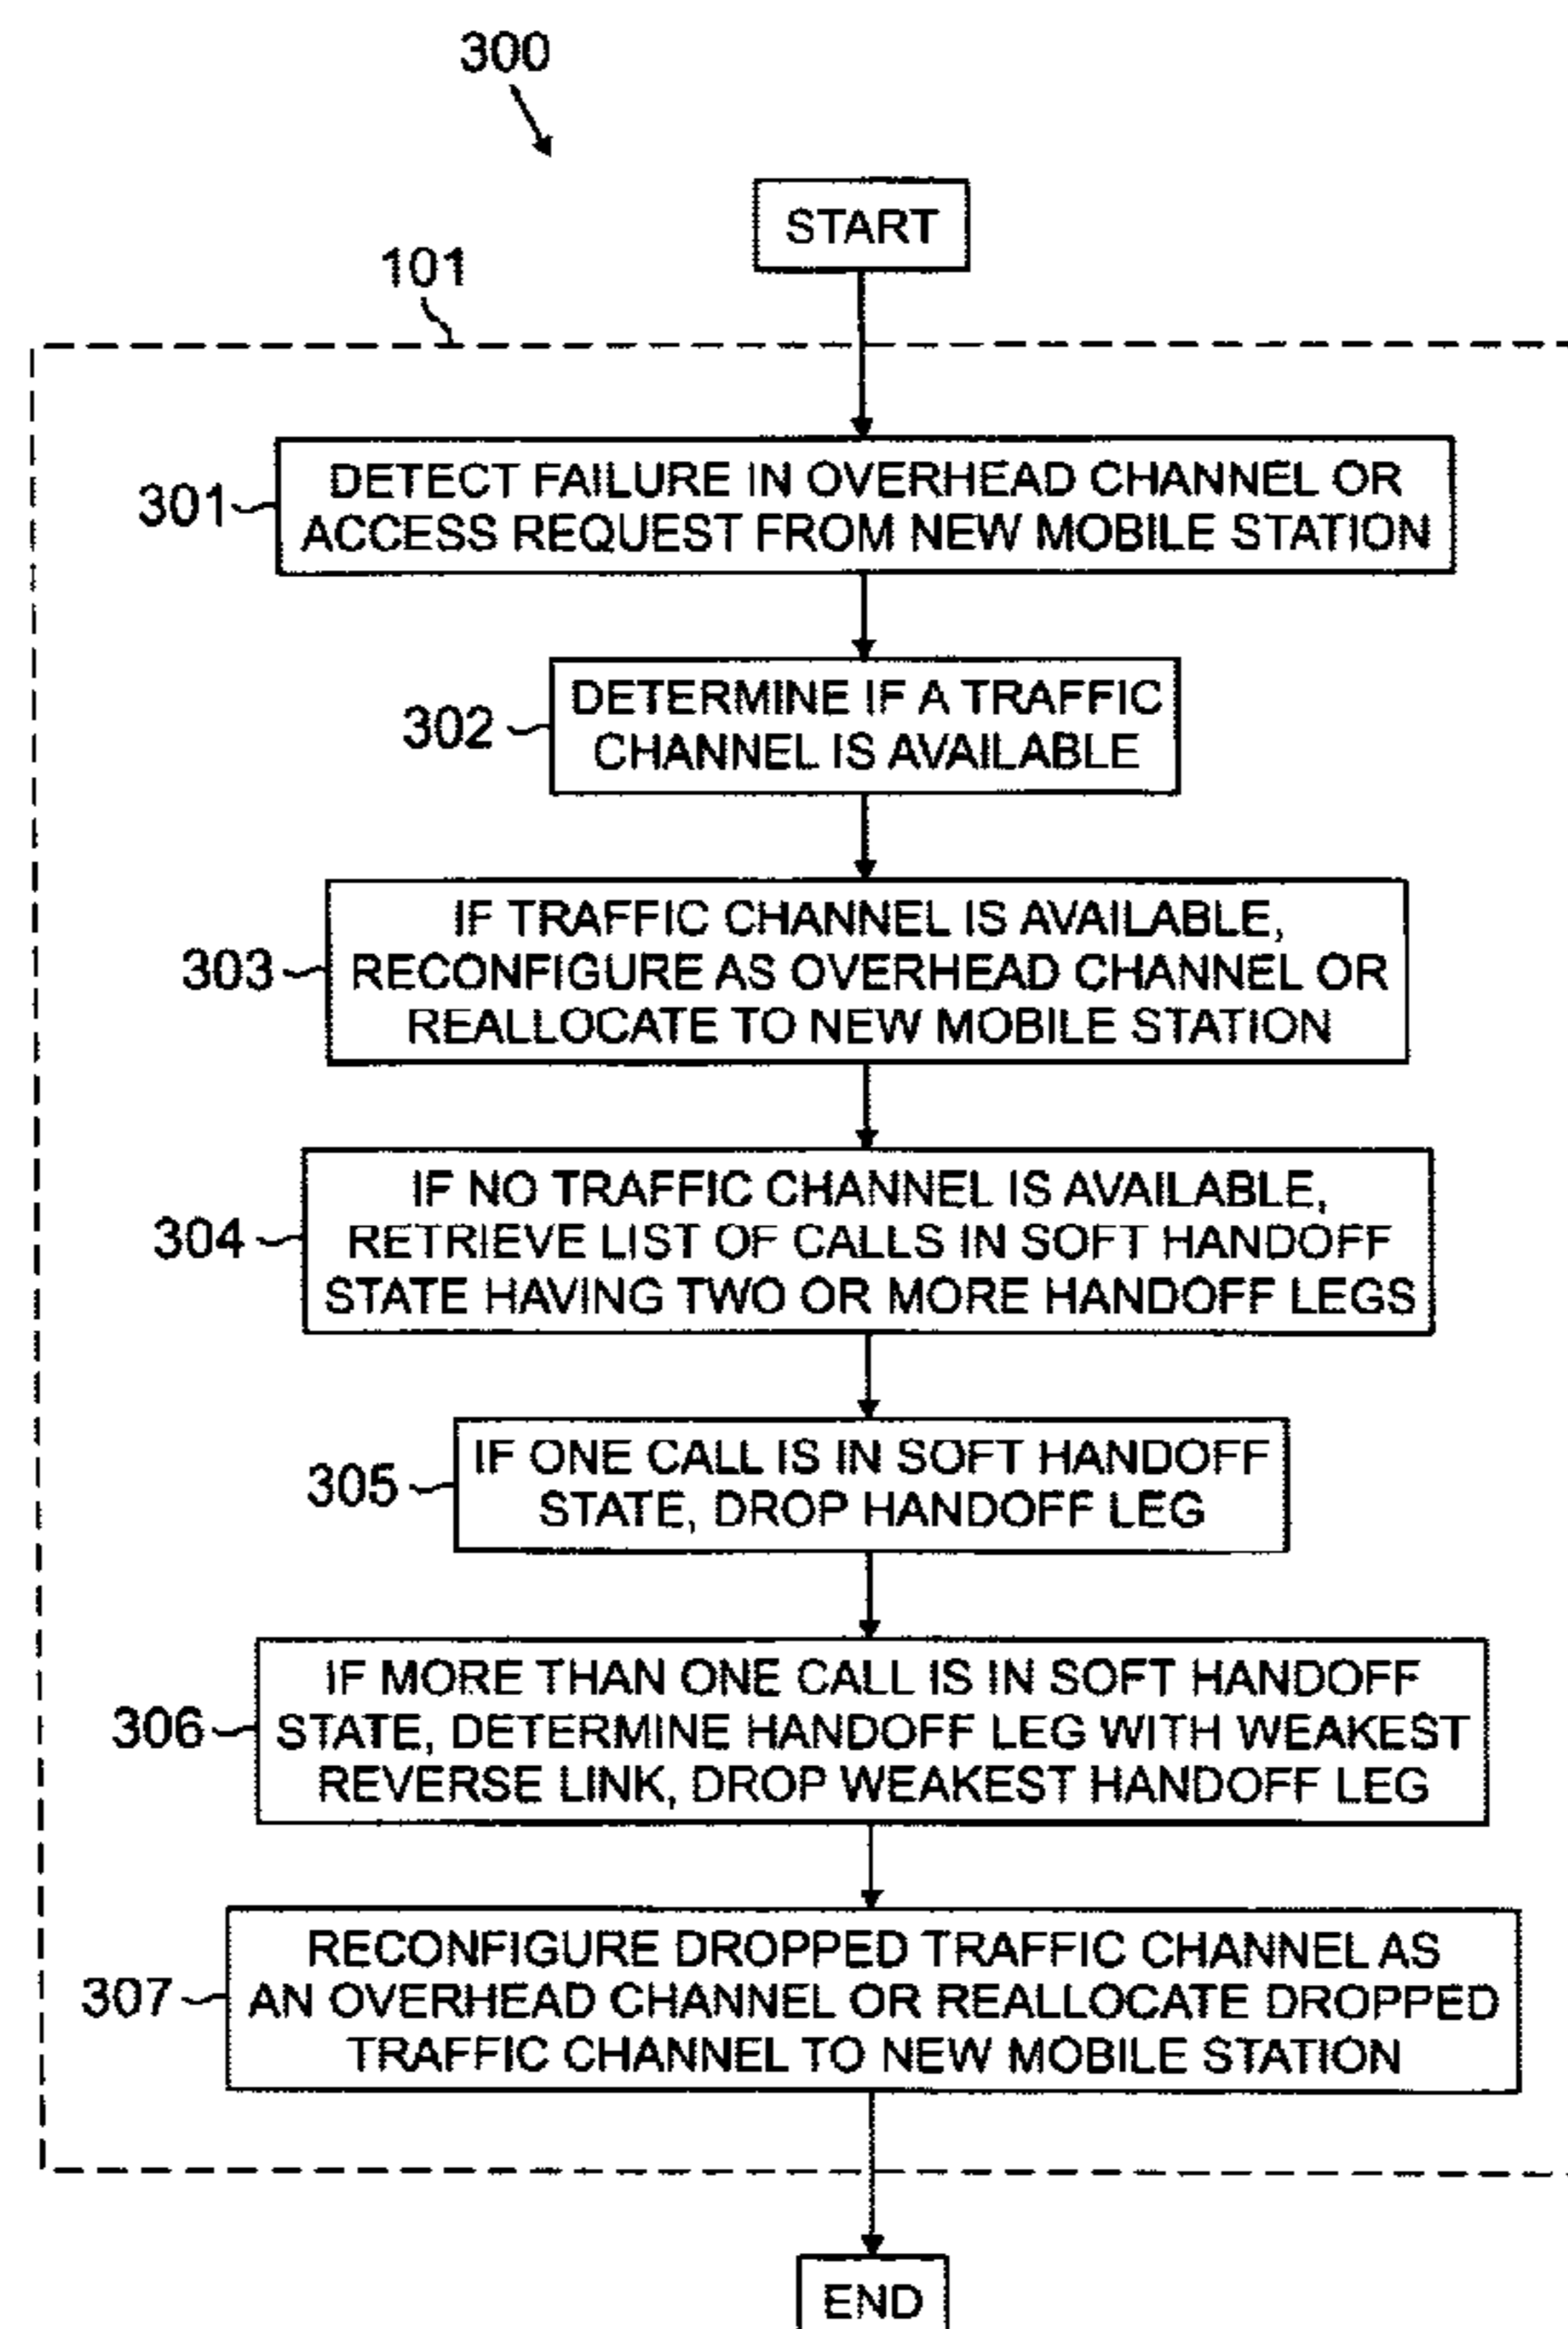 300
START
101
301
DETECT FAILURE IN OVERHEAD CHANNEL OR
ACCESS REQUEST FROM NEW MOBILE STATION
302
DETERMINE IF A TRAFFIC
CHANNEL IS AVAILABLE
303
IF TRAFFIC CHANNEL IS AVAILABLE,
RECONFIGURE AS OVERHEAD CHANNEL OR
REALLOCATE TO NEW MOBILE STATION
304
IF NO TRAFFIC CHANNEL IS AVAILABLE,
RETRIEVE LIST OF CALLS IN SOFT HANDOFF
STATE HAVING TWO OR MORE HANDOFF LEGS
305
IF ONE CALL IS IN SOFT HANDOFF
STATE, DROP HANDOFF LEG
306
IF MORE THAN ONE CALL IS IN SOFT HANDOFF
STATE, DETERMINE HANDOFF LEG WITH WEAKEST
REVERSE LINK, DROP WEAKEST HANDOFF LEG
307
RECONFIGURE DROPPED TRAFFIC CHANNEL AS
AN OVERHEAD CHANNEL OR REALLOCATE DROPPED
TRAFFIC CHANNEL TO NEW MOBILE STATION
END